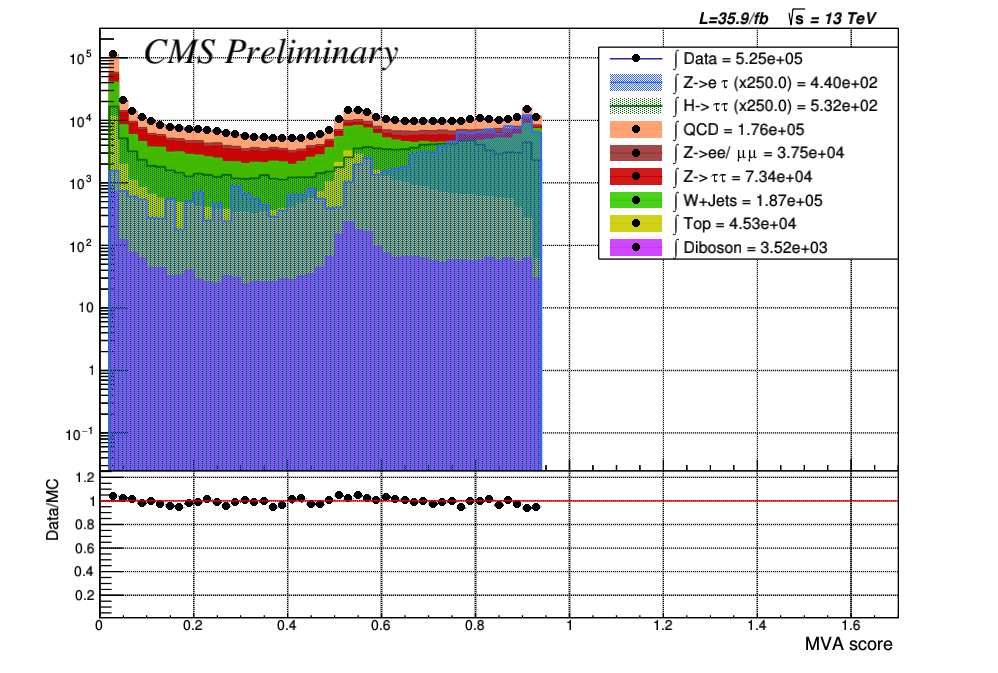 L=35.9/fb √s = 13 TeV
CMS Preliminary
∫ Data = 5.25e+05
∫ Z->e τ (x250.0) = 4.40e+02
∫ H-> ττ (x250.0) = 5.32e+02
∫ QCD = 1.76e+05
∫ Z->ee/ μμ = 3.75e+04
∫ Z-> ττ = 7.34e+04
∫ W+Jets = 1.87e+05
∫ Top = 4.53e+04
∫ Diboson = 3.52e+03
10⁵
10⁴
10³
10²
10
1
10⁻¹
Data/MC
1.2
1
0.8
0.6
0.4
0.2
0 0.2 0.4 0.6 0.8 1 1.2 1.4 1.6
MVA score